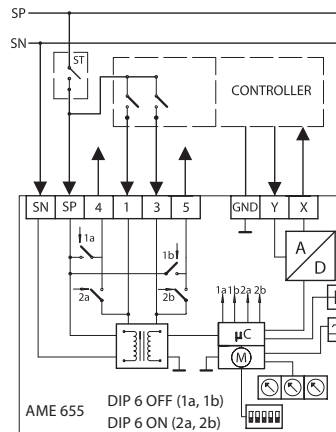 SP
SN
ST
CONTROLLER
SN SP 4 1 3 5 GND Y X
1a 1b
2a 2b
A
D
1a 1b 2a 2b
µC
M
AME 655
DIP 6 OFF (1a, 1b)
DIP 6 ON (2a, 2b)